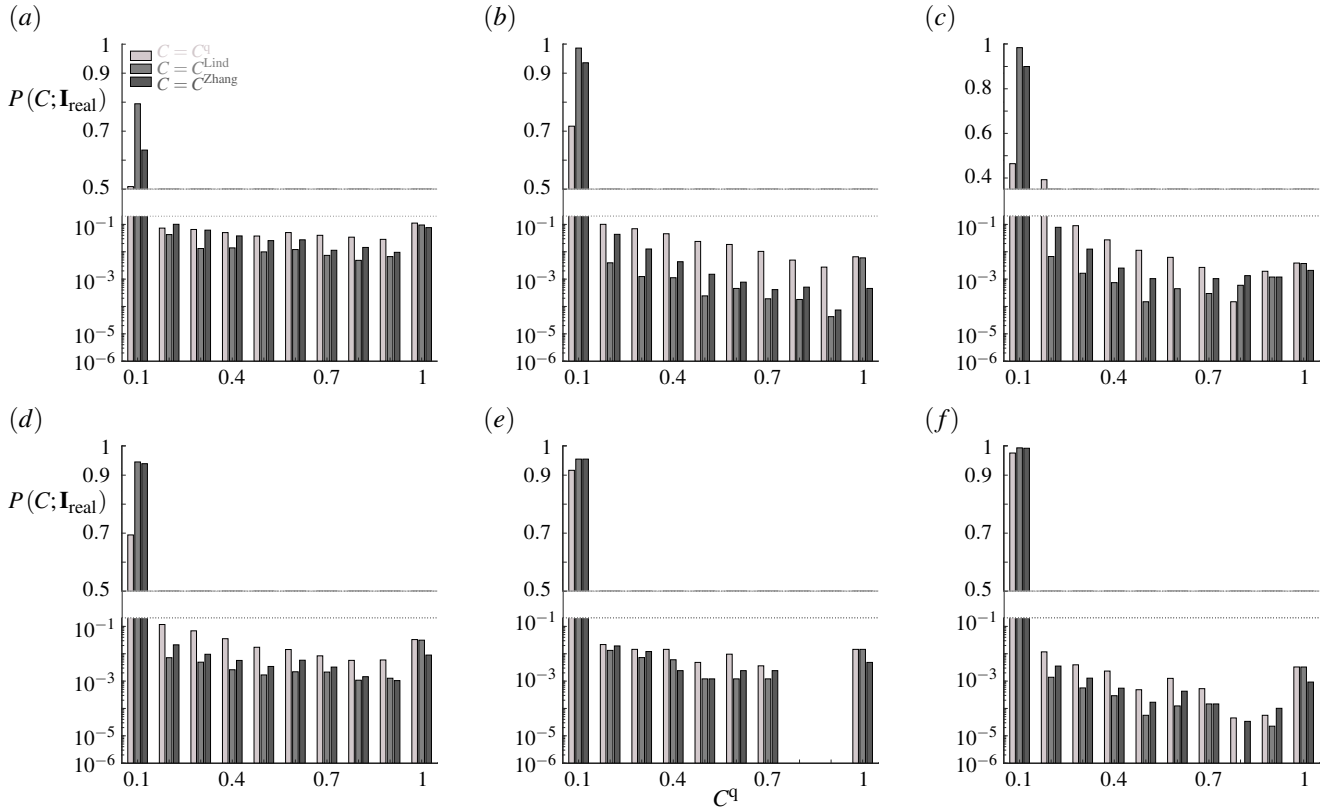 (a) (b) (c)
1 1 1
C = C^q
C = C^Lind
C = C^Zhang
0.9 0.9
P (C; I_real) 0.8
0.7 0.7 0.6
0.4
0.5 0.5
10^−1 10^−1 10^−1
10^−3 10^−3 10^−3
10^−5 10^−5 10^−5
10^−6 10^−6 10^−6
0.1 0.4 0.7 1 0.1 0.4 0.7 1 0.1 0.4 0.7 1
(d) (e) (f)
1 1 1
0.9 0.9 0.9
P (C; I_real)
0.7 0.7 0.7
0.5 0.5 0.5
10^−1 10^−1 10^−1
10^−3 10^−3 10^−3
10^−5 10^−5 10^−5
10^−6 10^−6 10^−6
0.1 0.4 0.7 1 0.1 0.4 0.7 1 0.1 0.4 0.7 1
C^q